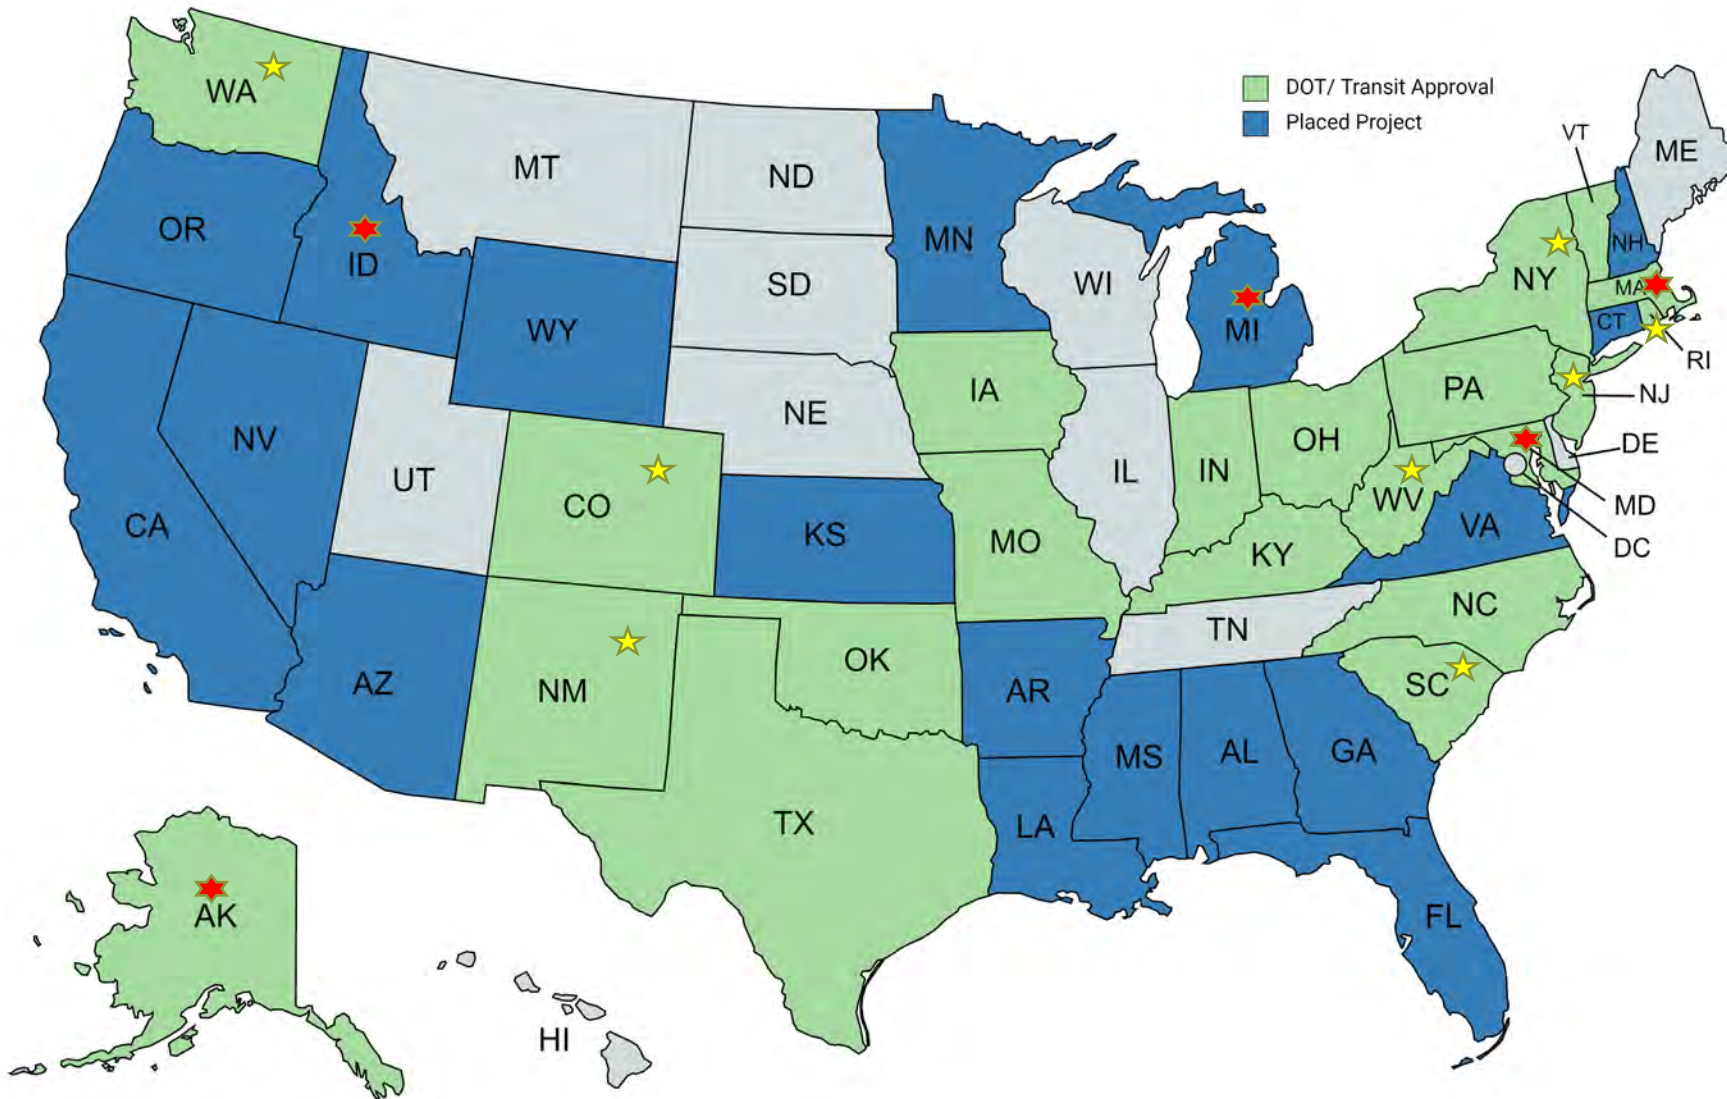 DOT/ Transit Approval
Placed Project
WA
MT
ND
MN
VT
ME
OR
ID
SD
WI
MI
NY
NH
MA
CT
RI
WY
NE
IA
PA
NJ
NV
UT
CO
KS
MO
IL
IN
OH
WV
DE
MD
DC
CA
KY
VA
AZ
NM
OK
AR
TN
NC
SC
TX
LA
MS
AL
GA
FL
AK
HI